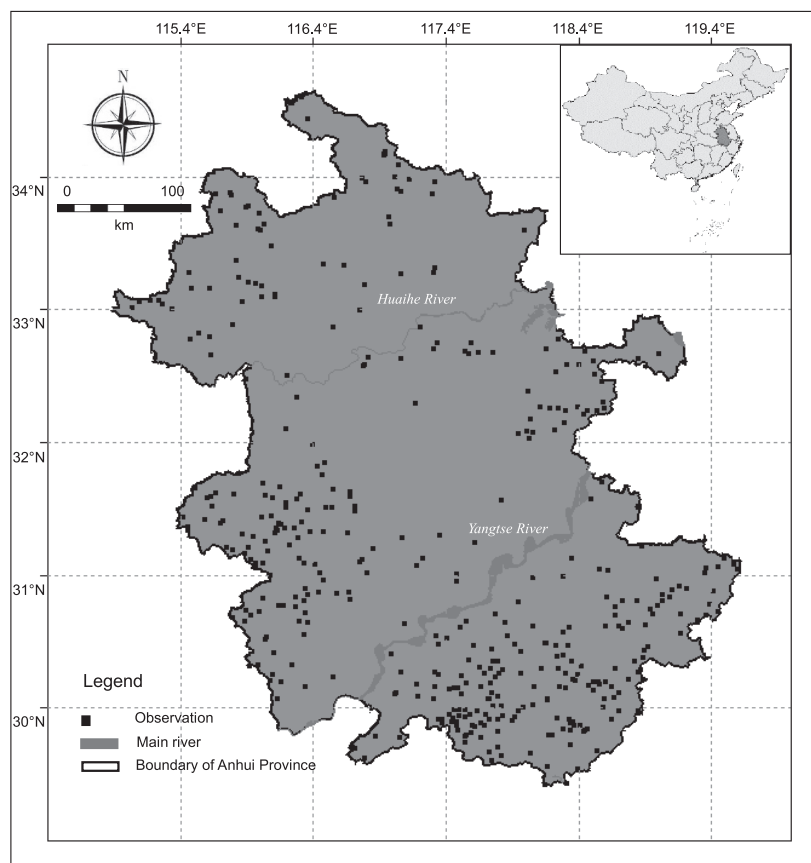 115.4°E 116.4°E 117.4°E 118.4°E 119.4°E
N
34°N
0 100
km
Huaihe River
33°N
32°N
Yangtse River
31°N
Legend
30°N
Observation
Main river
Boundary of Anhui Province